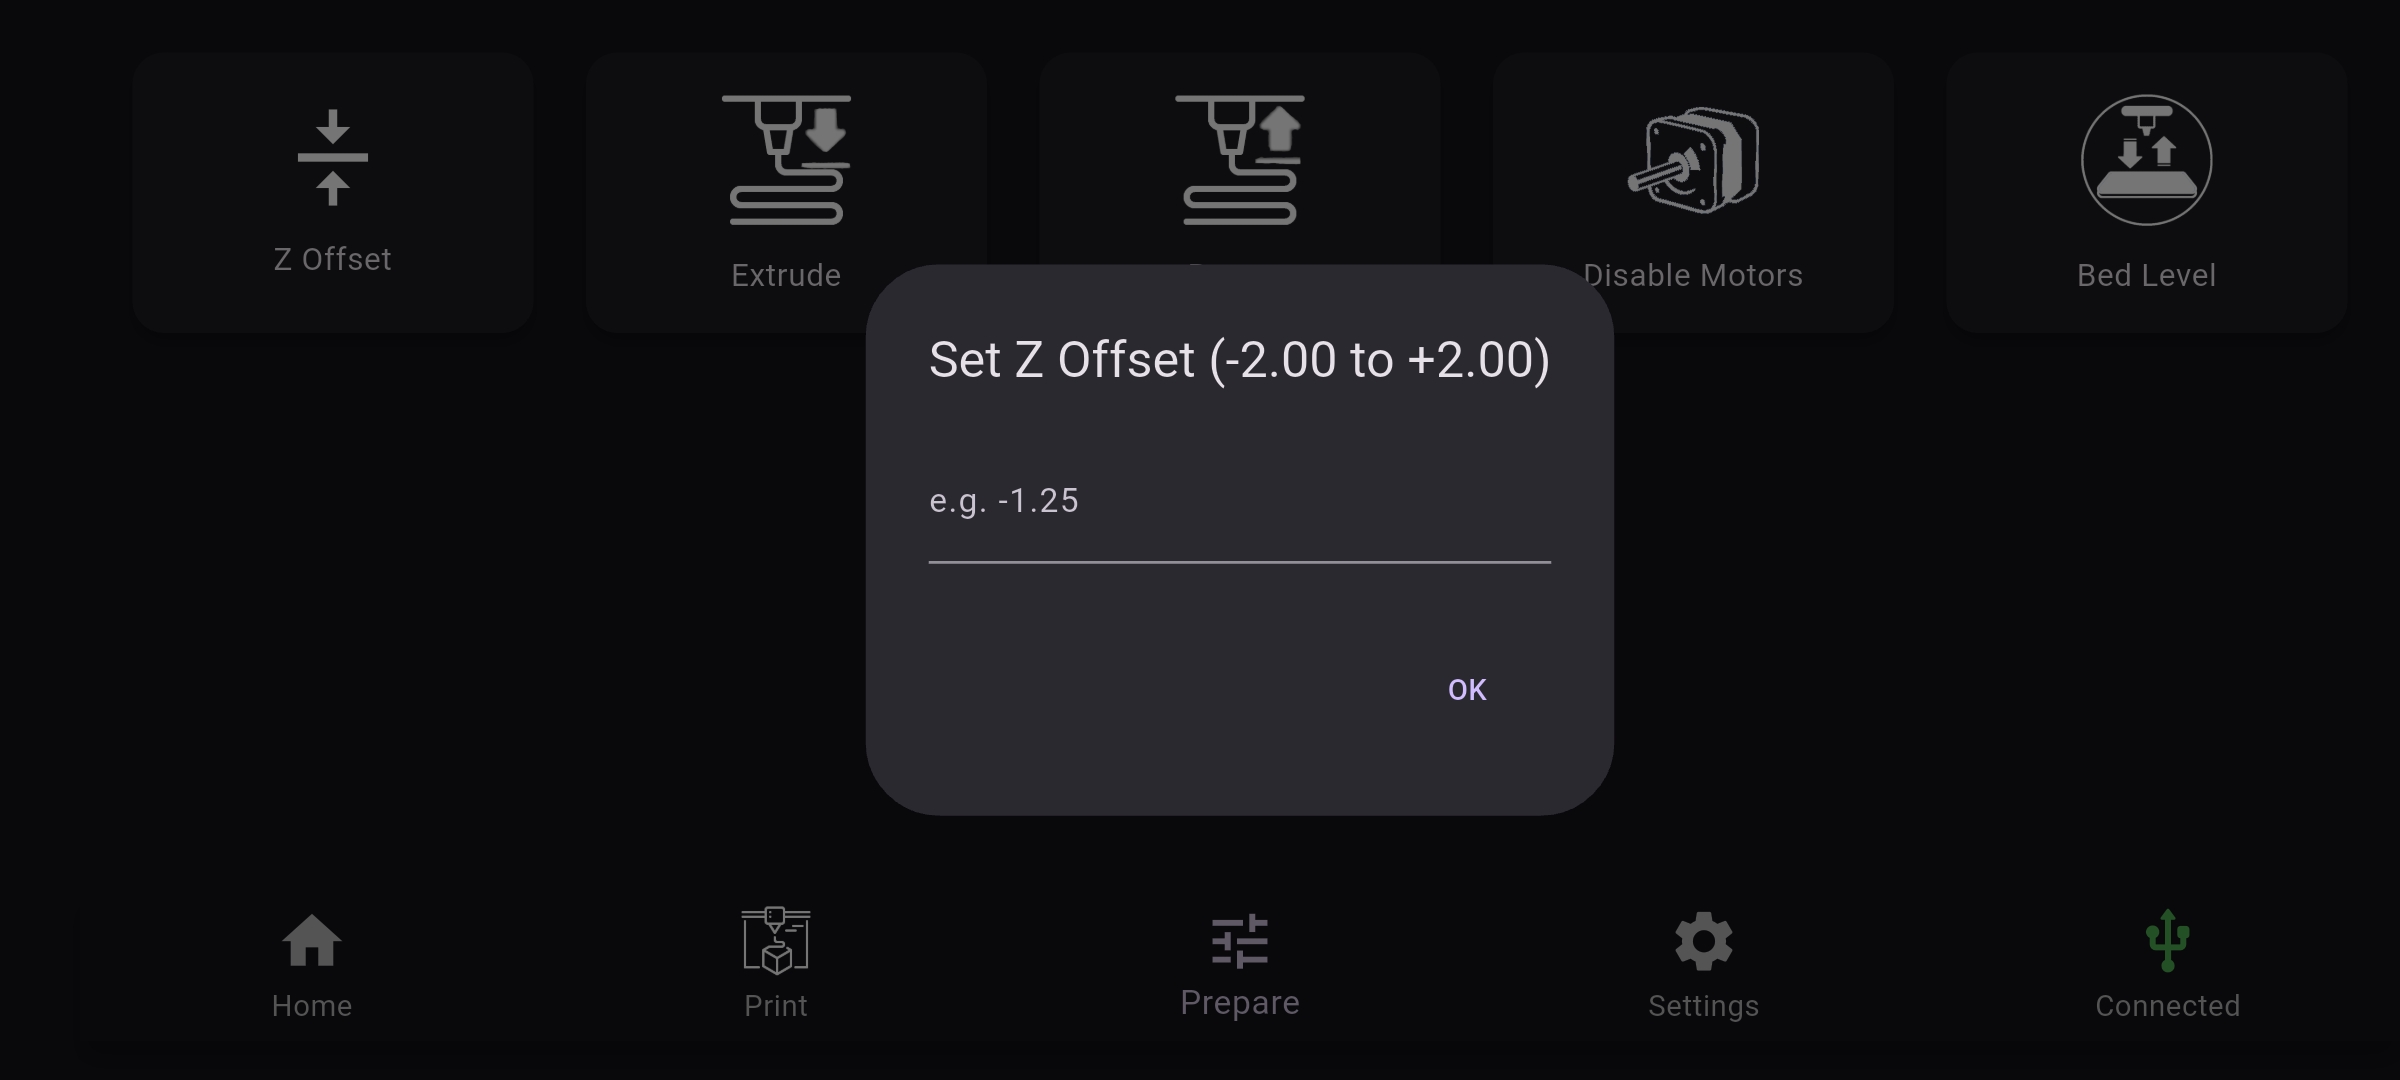 Z Offset
Extrude
Disable Motors
Bed Level
Set Z Offset (-2.00 to +2.00)
e.g. -1.25
OK
Home
Print
Prepare
Settings
Connected